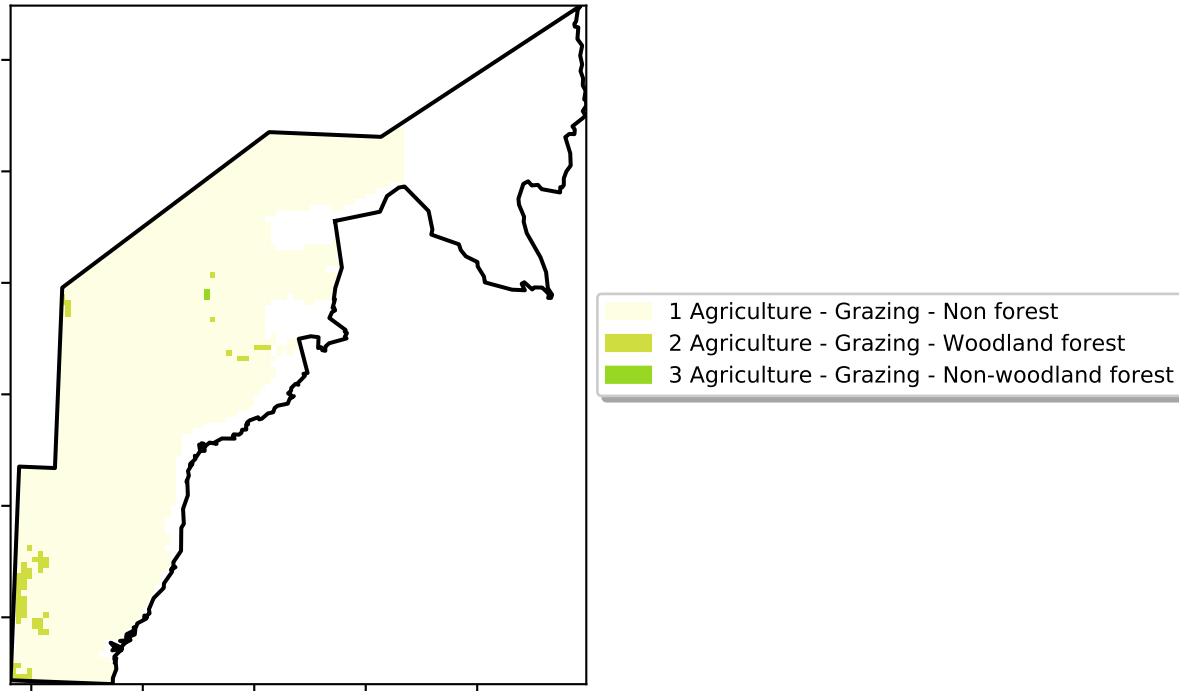 1 Agriculture - Grazing - Non forest
2 Agriculture - Grazing - Woodland forest
3 Agriculture - Grazing - Non-woodland forest